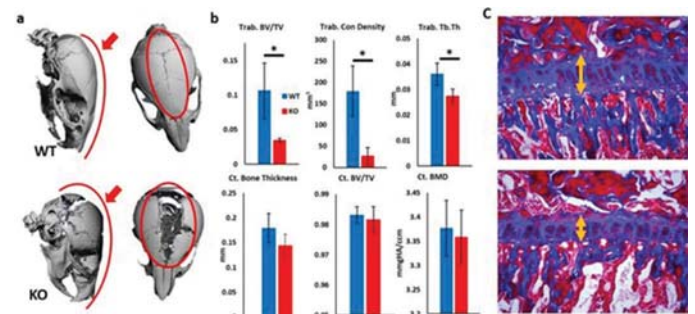 a
WT
KO
b
Trab. BV/TV
0.15
0.1
0.05
0
*
WT
KO
Trab. Con Density
mm³
300
250
200
150
100
50
0
*
Trab. Tb.Th
mm
0.04
0.03
0.02
0.01
0
*
Ct. Bone Thickness
mm
0.25
0.2
0.15
0.1
0.05
0
Ct. BV/TV
0.99
0.98
0.97
0.96
0.95
Ct. BMD
mmgHA/ccm
3.45
3.4
3.35
3.3
3.25
C